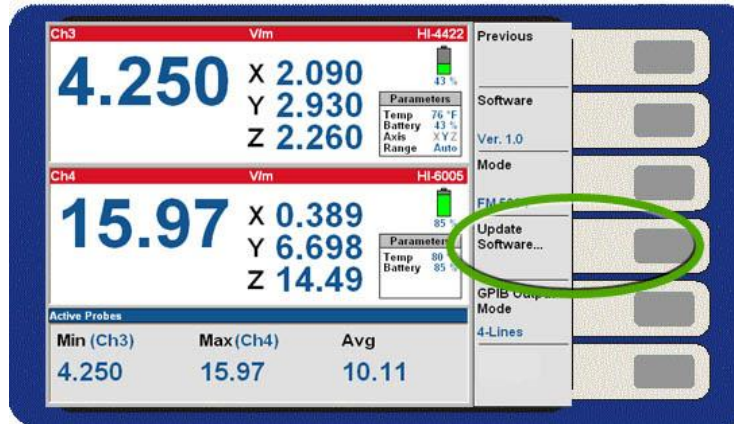 Ch3 V/m HI-4422
4.250
X 2.090
Y 2.930
Z 2.260
43 %
Parameters
Temp 76 °F
Battery 43 %
Axis X Y Z
Range Auto
Ch4 V/m HI-6005
15.97
X 0.389
Y 6.698
Z 14.49
85 %
Parameters
Temp 80
Battery 85 %
Active Probes
Min (Ch3) Max(Ch4) Avg
4.250 15.97 10.11
Previous
Software
Ver. 1.0
Mode
Update
Software...
GPIB Output
Mode
4-Lines